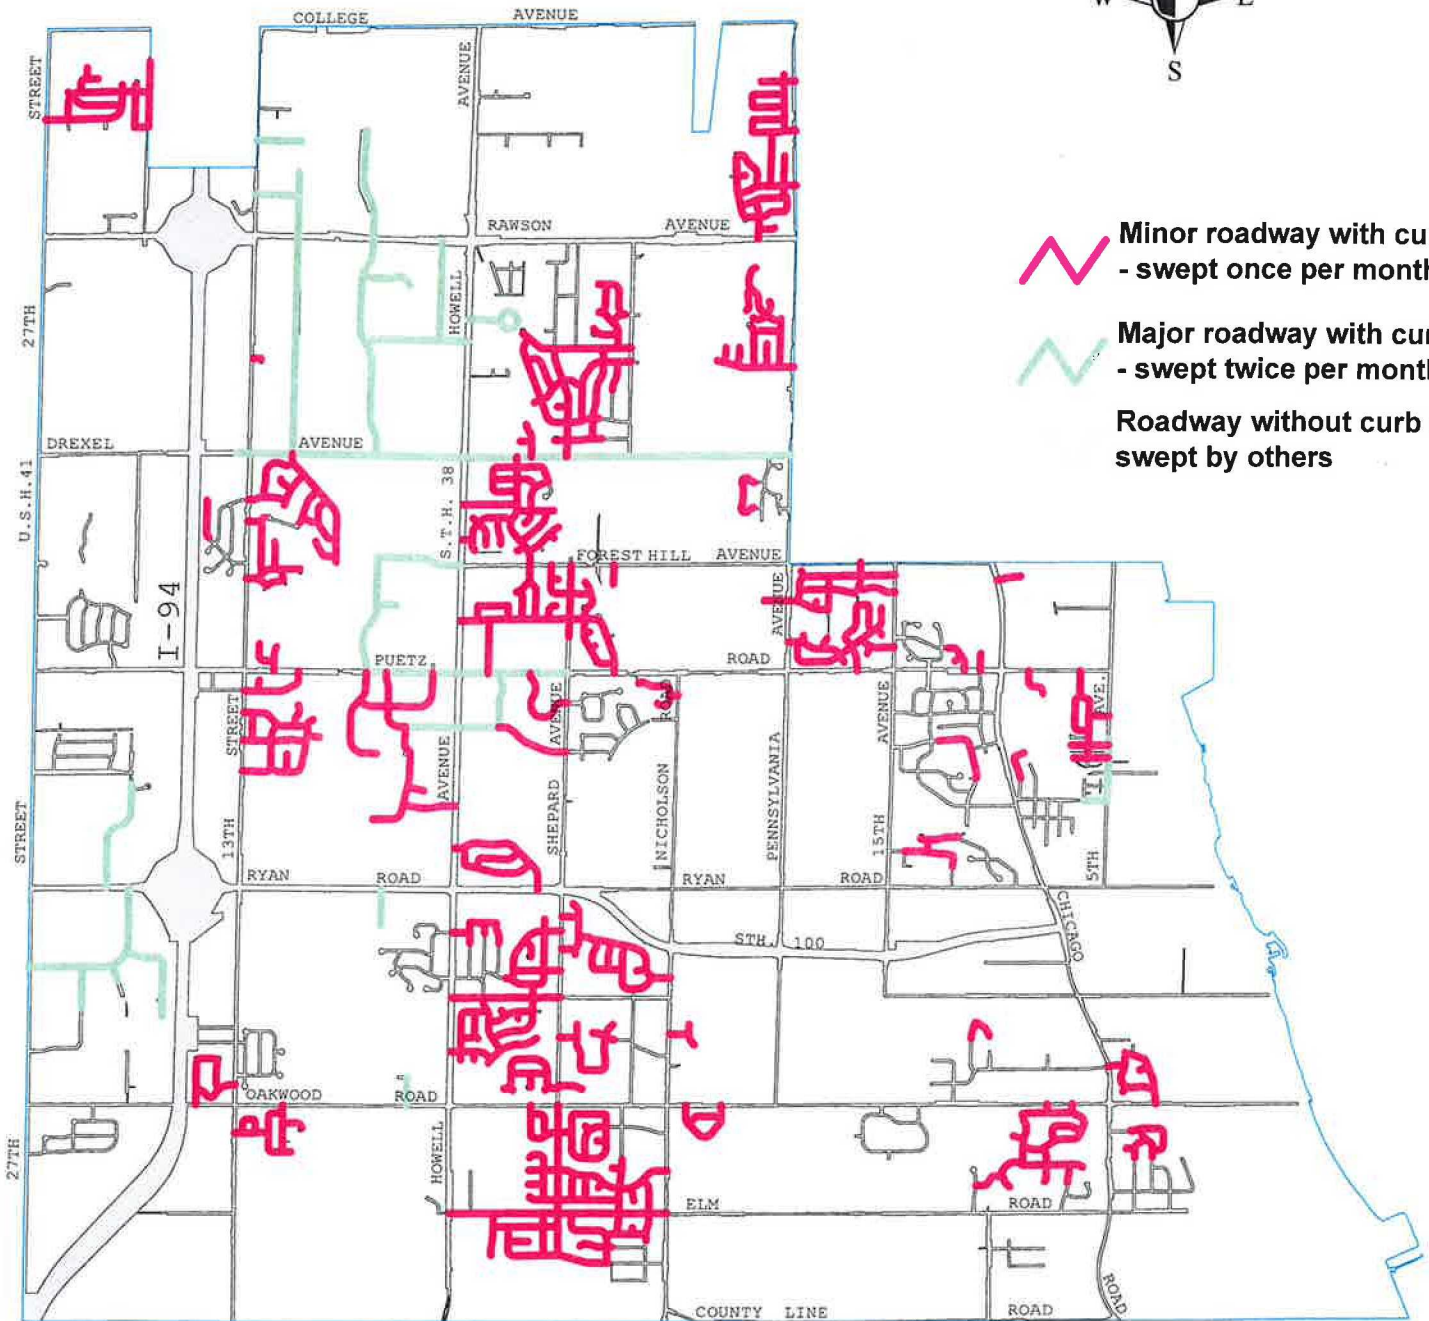 COLLEGE AVENUE
W E
S
STREET
AVENUE
RAWSON AVENUE
Minor roadway with cu
- swept once per month
Major roadway with cu
- swept twice per month
Roadway without curb
swept by others
27TH
HOWELL
DREXEL AVENUE
U.S.H.41
S.T.H. 38
FOREST HILL AVENUE
I-94
AVENUE
PUETZ ROAD
STREET
AVENUE
AVENUE
ROAD
AVENUE
AVE.
STREET
13TH
SHEPARD
NICHOLSON
PENNSYLVANIA
15TH
5TH
RYAN ROAD RYAN ROAD
CHICAGO
STH. 100
OAKWOOD ROAD
27TH
HOWELL
ELM ROAD
ROAD
COUNTY LINE ROAD